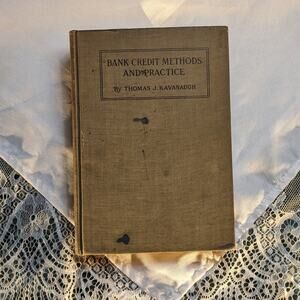 BANK CREDIT METHODS
AND PRACTICE
By THOMAS J. KAVANAUGH